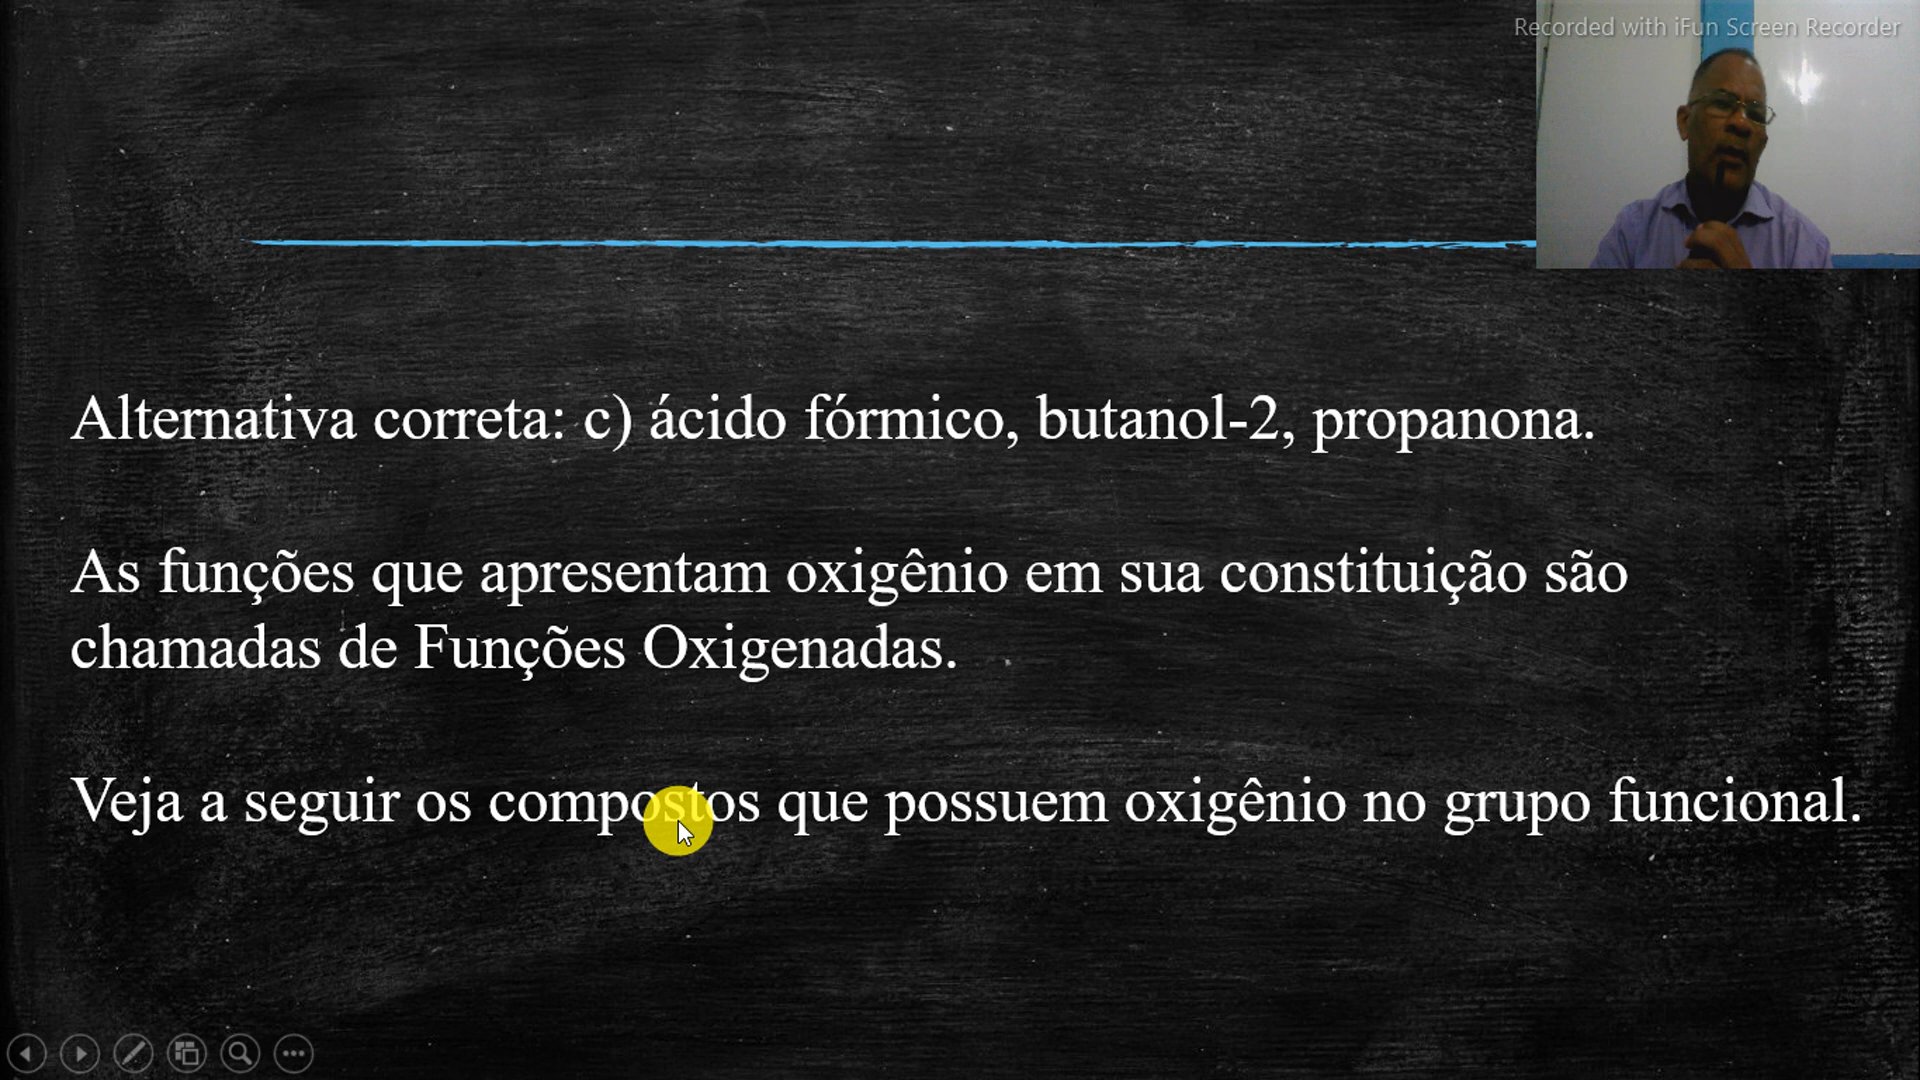 Recorded with iFun Screen Recorder
Alternativa correta: c) ácido fórmico, butanol-2, propanona.
As funções que apresentam oxigênio em sua constituição são
chamadas de Funções Oxigenadas.
Veja a seguir os compostos que possuem oxigênio no grupo funcional.